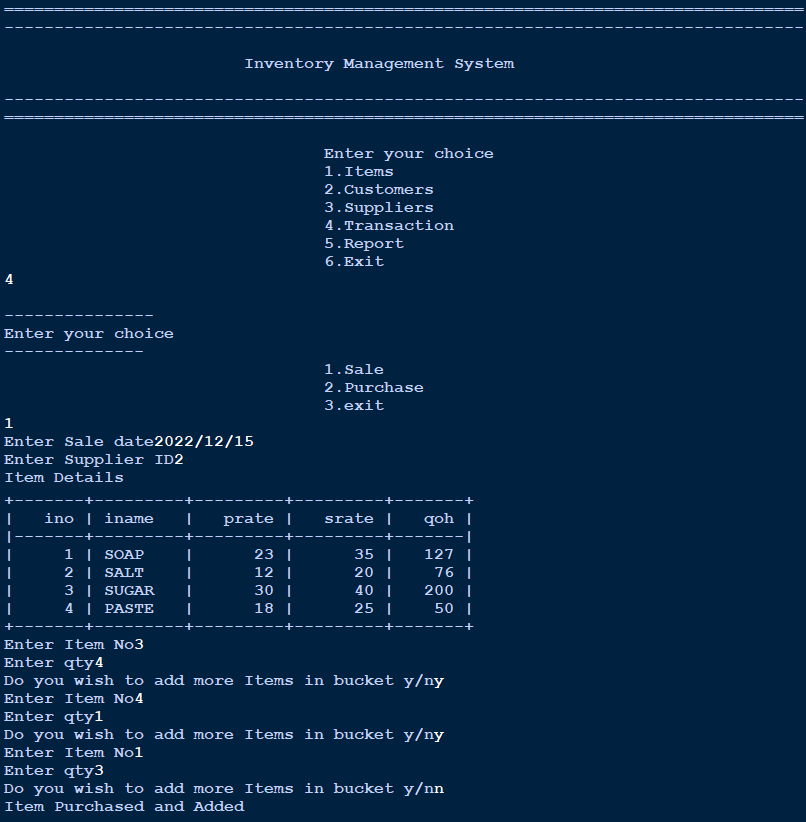 ================================================================================
--------------------------------------------------------------------------------
Inventory Management System
--------------------------------------------------------------------------------
================================================================================
Enter your choice
1.Items
2.Customers
3.Suppliers
4.Transaction
5.Report
6.Exit
4
---------------
Enter your choice
--------------
1.Sale
2.Purchase
3.exit
1
Enter Sale date2022/12/15
Enter Supplier ID2
Item Details
+-------+---------+---------+---------+-------+
|   ino | iname   |   prate |   srate |   qoh |
|-------+---------+---------+---------+-------|
|     1 | SOAP    |      23 |      35 |   127 |
|     2 | SALT    |      12 |      20 |    76 |
|     3 | SUGAR   |      30 |      40 |   200 |
|     4 | PASTE   |      18 |      25 |    50 |
+-------+---------+---------+---------+-------+
Enter Item No3
Enter qty4
Do you wish to add more Items in bucket y/ny
Enter Item No4
Enter qty1
Do you wish to add more Items in bucket y/ny
Enter Item No1
Enter qty3
Do you wish to add more Items in bucket y/nn
Item Purchased and Added